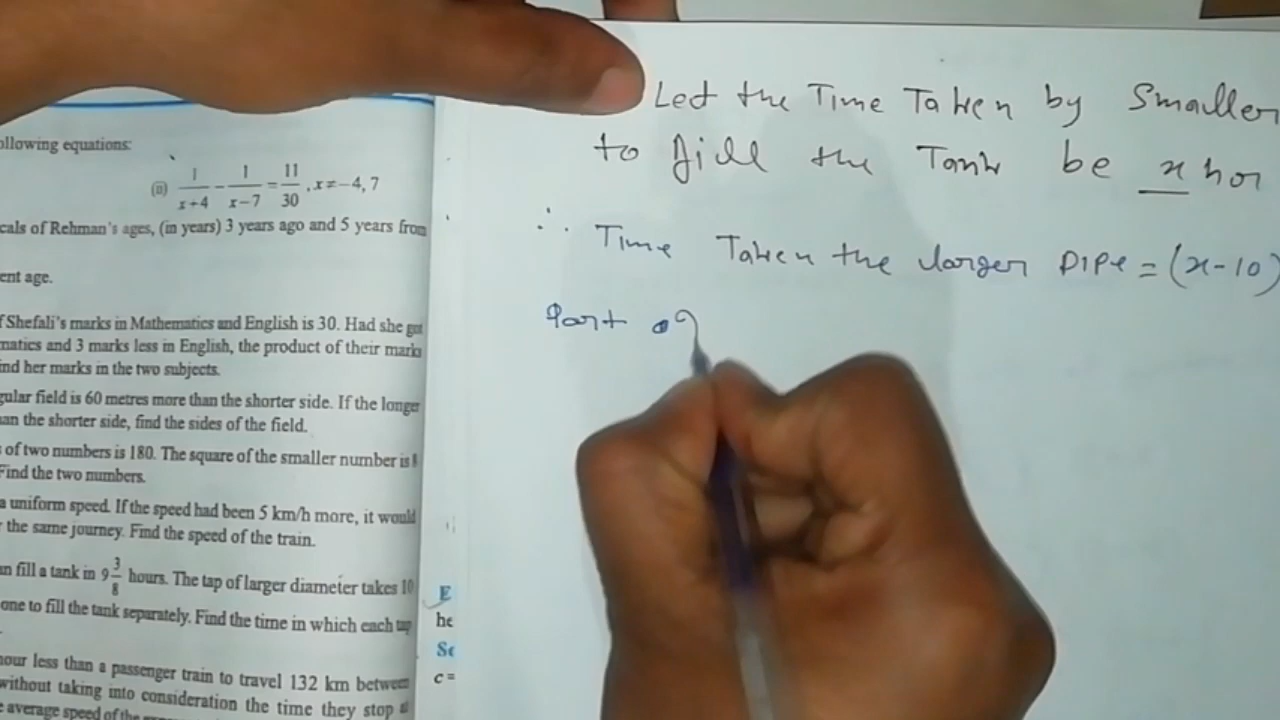 ollowing equations:
(ii) 1/x+4 - 1/x-7 = 11/30, x ≠ -4, 7
cals of Rehman's ages, (in years) 3 years ago and 5 years from
ent age.
f Shefali's marks in Mathematics and English is 30. Had she got
matics and 3 marks less in English, the product of their marks
ind her marks in the two subjects.
gular field is 60 metres more than the shorter side. If the longer
an the shorter side, find the sides of the field.
of two numbers is 180. The square of the smaller number is 8
Find the two numbers.
a uniform speed. If the speed had been 5 km/h more, it would
the same journey. Find the speed of the train.
n fill a tank in 9 3/8 hours. The tap of larger diameter takes 10
one to fill the tank separately. Find the time in which each tap
hour less than a passenger train to travel 132 km between
without taking into consideration the time they stop a
average speed of the
E
he
Se
c =
Let the Time Taken by Smaller
to fill the Tank be x hor
∴ Time Taken the larger PIPe = (x-10)
Part of